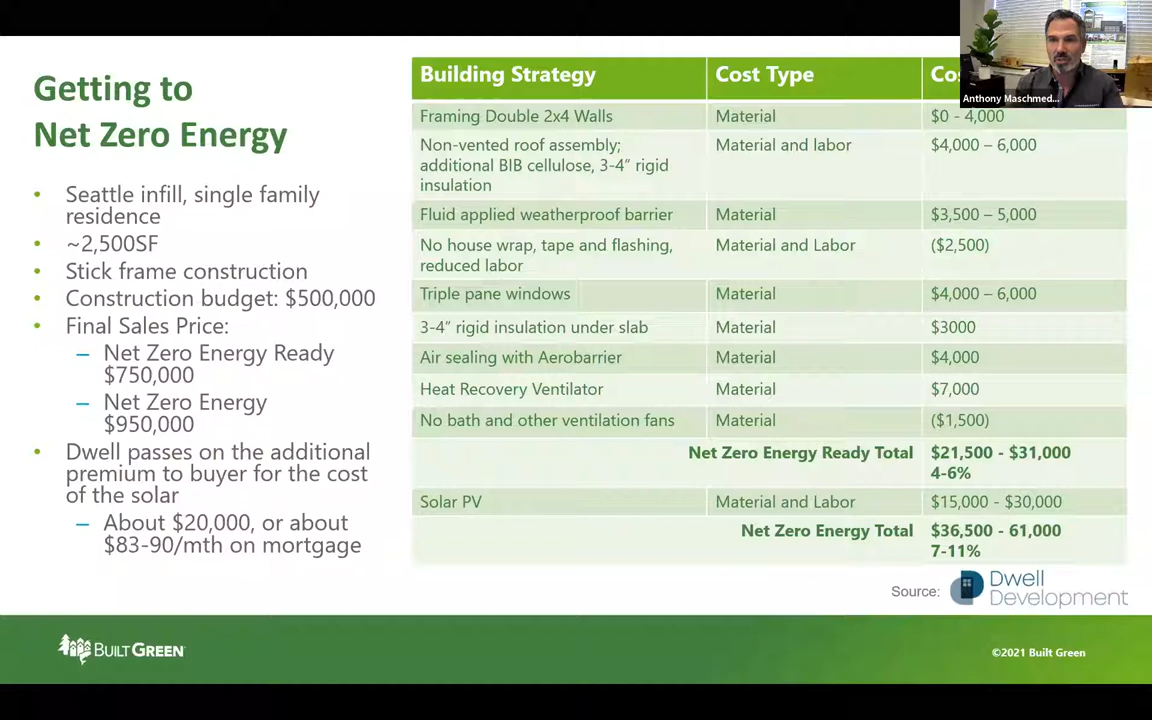 Getting to
Net Zero Energy
• Seattle infill, single family
residence
• ~2,500SF
• Stick frame construction
• Construction budget: $500,000
• Final Sales Price:
– Net Zero Energy Ready
$750,000
– Net Zero Energy
$950,000
• Dwell passes on the additional
premium to buyer for the cost
of the solar
– About $20,000, or about
$83-90/mth on mortgage
Building Strategy Cost Type
Framing Double 2x4 Walls Material $0 - 4,000
Non-vented roof assembly; Material and labor $4,000 – 6,000
additional BIB cellulose, 3-4” rigid
insulation
Fluid applied weatherproof barrier Material $3,500 – 5,000
No house wrap, tape and flashing, Material and Labor ($2,500)
reduced labor
Triple pane windows Material $4,000 – 6,000
3-4” rigid insulation under slab Material $3000
Air sealing with Aerobarrier Material $4,000
Heat Recovery Ventilator Material $7,000
No bath and other ventilation fans Material ($1,500)
Net Zero Energy Ready Total $21,500 - $31,000
4-6%
Solar PV Material and Labor $15,000 - $30,000
Net Zero Energy Total $36,500 - 61,000
7-11%
Anthony Maschmed...
Source: Dwell
Development
BUILT GREEN
©2021 Built Green